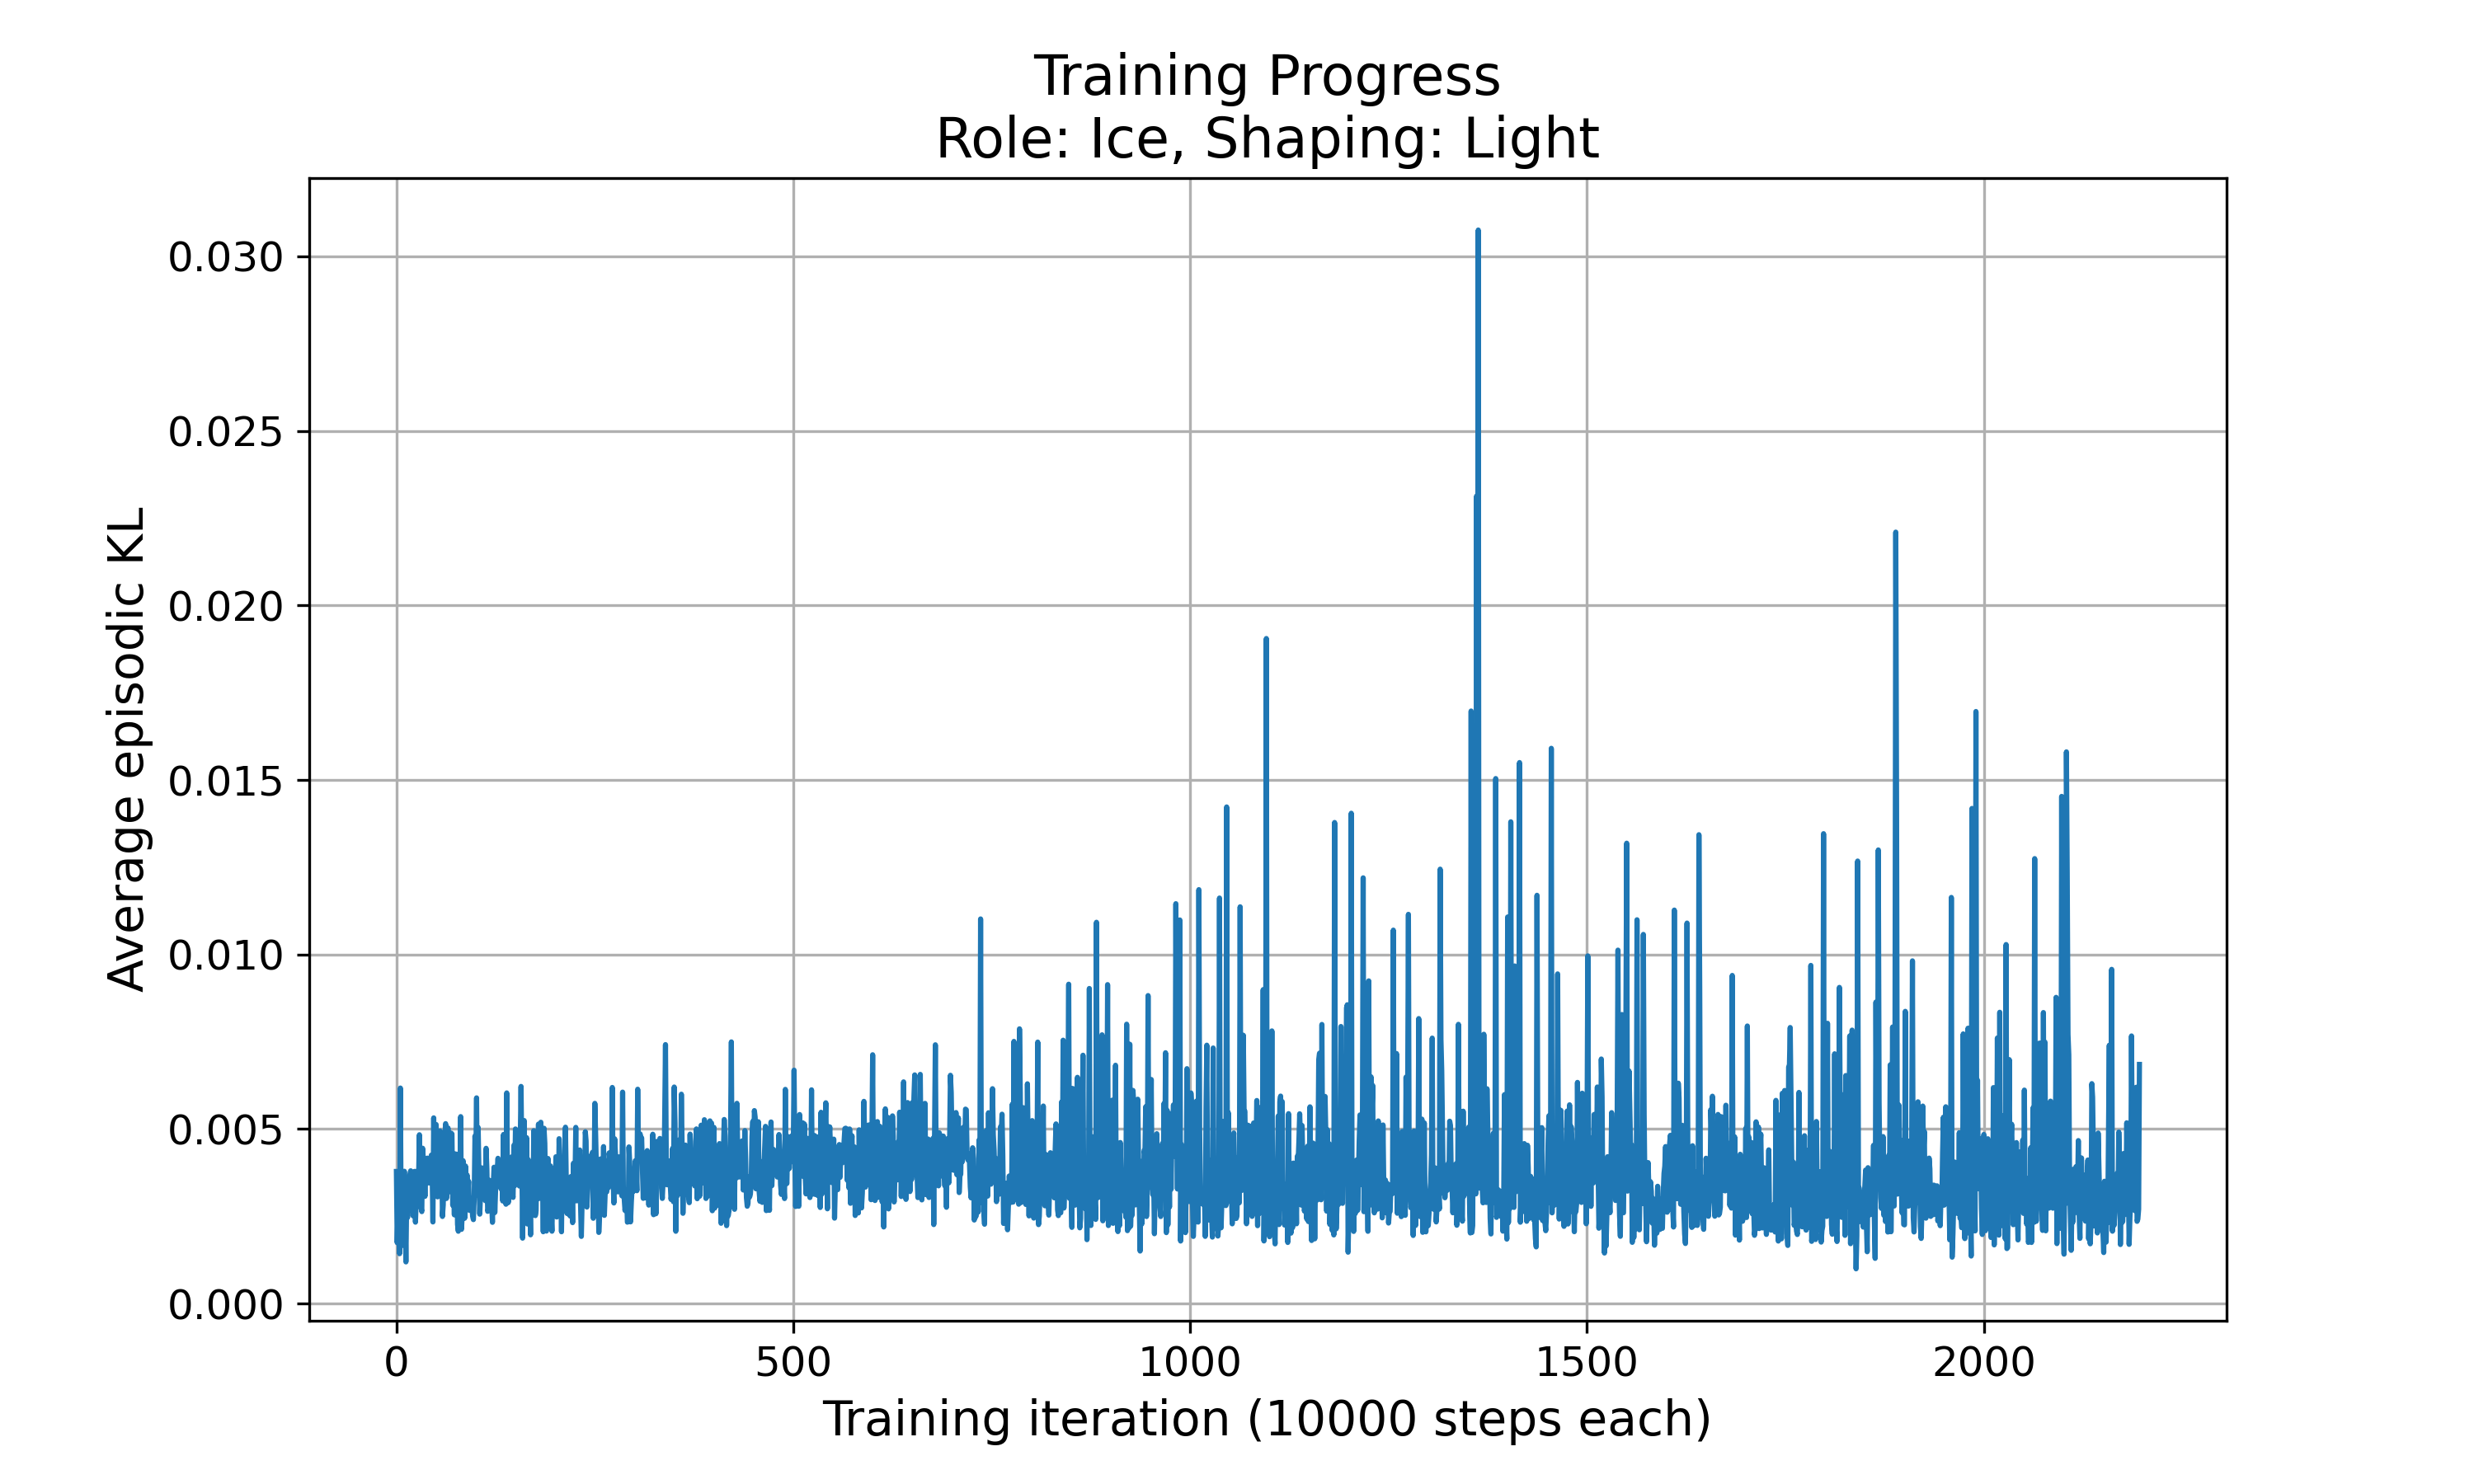 Training Progress
Role: Ice, Shaping: Light
Average episodic KL
0.030
0.025
0.020
0.015
0.010
0.005
0.000
0 500 1000 1500 2000
Training iteration (10000 steps each)